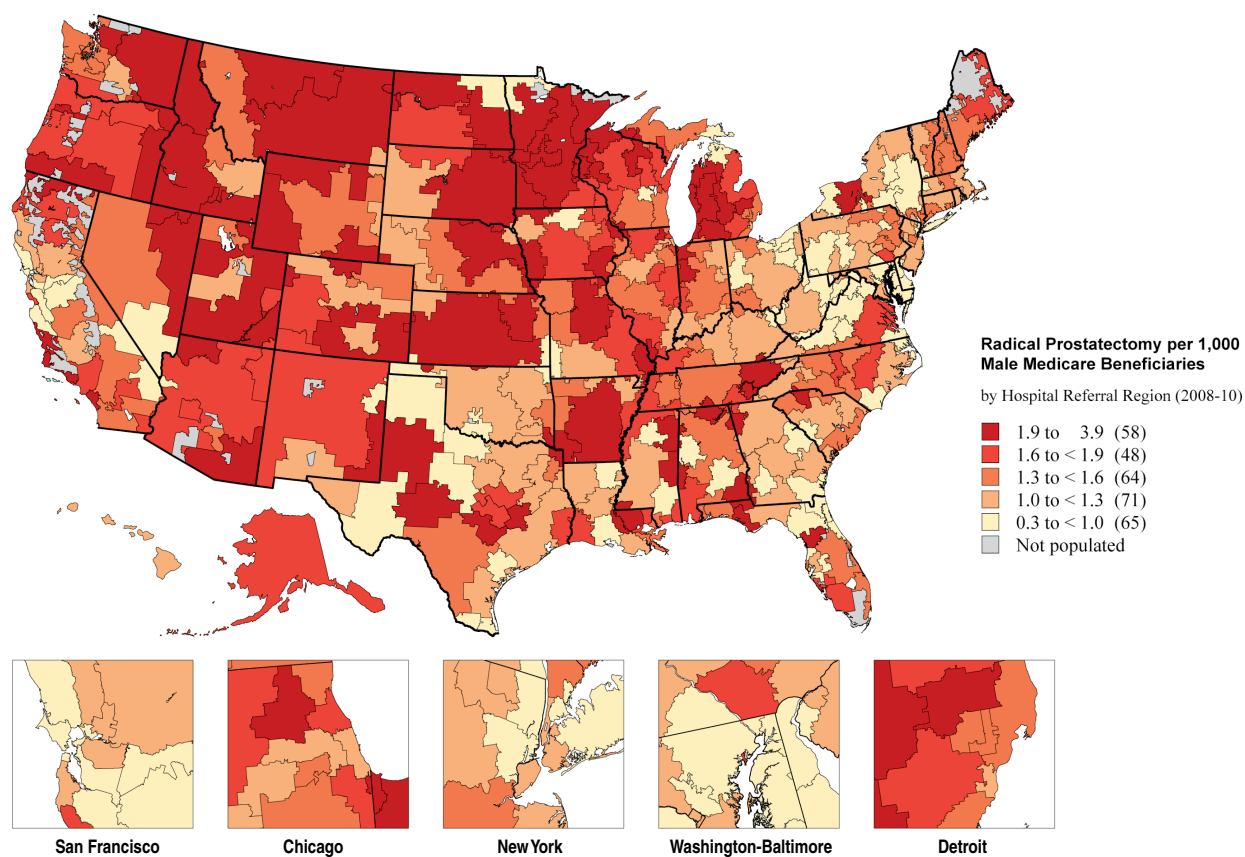 Radical Prostatectomy per 1,000
Male Medicare Beneficiaries
by Hospital Referral Region (2008-10)
1.9 to 3.9 (58)
1.6 to < 1.9 (48)
1.3 to < 1.6 (64)
1.0 to < 1.3 (71)
0.3 to < 1.0 (65)
Not populated
San Francisco
Chicago
New York
Washington-Baltimore
Detroit